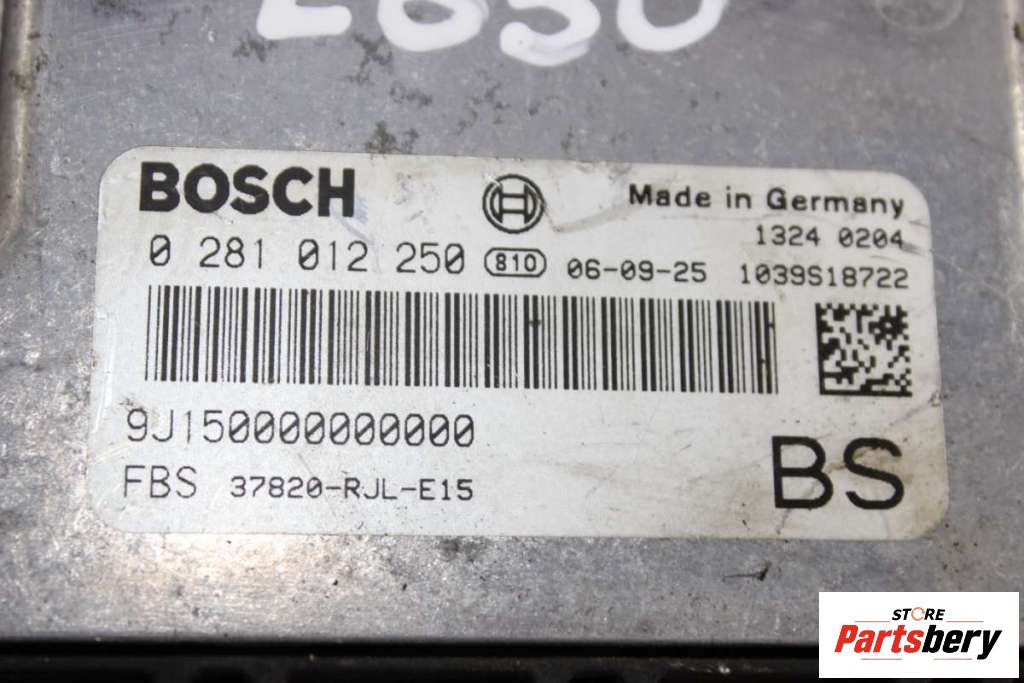 BOSCH
Made in Germany
1324 0204
0 281 012 250 810 06-09-25 1039S18722
9J150000000000
FBS 37820-RJL-E15
BS
STORE
Partsbery